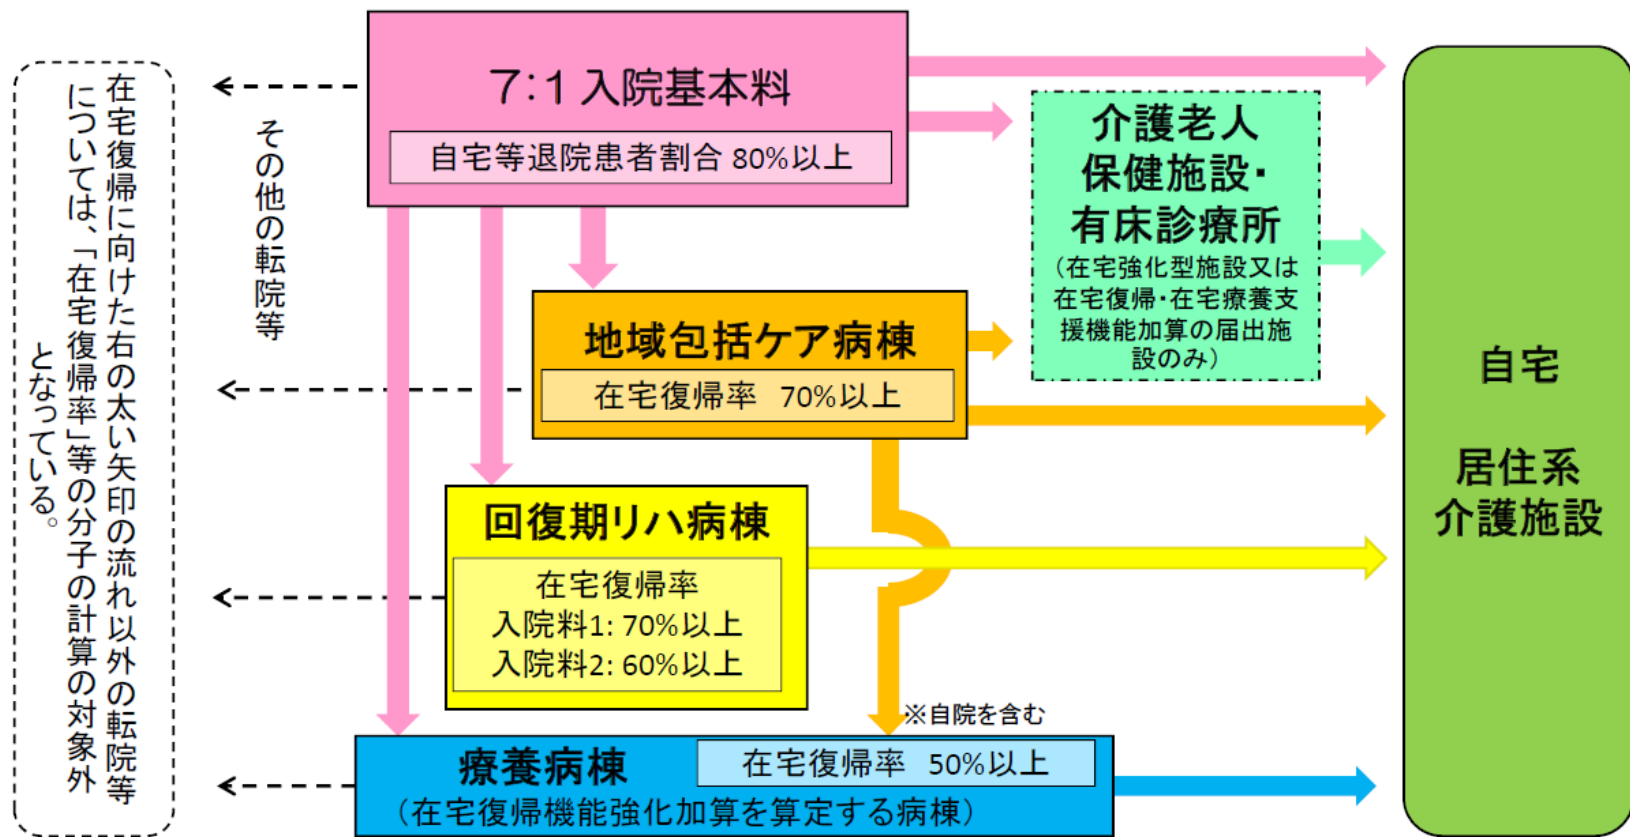 7:1 入院基本料
自宅等退院患者割合 80%以上
介護老人
保健施設・
有床診療所
(在宅強化型施設又は
在宅復帰・在宅療養支
援機能加算の届出施
設のみ)
地域包括ケア病棟
在宅復帰率 70%以上
回復期リハ病棟
在宅復帰率
入院料1: 70%以上
入院料2: 60%以上
※自院を含む
療養病棟
在宅復帰率 50%以上
(在宅復帰機能強化加算を算定する病棟)
自宅
居住系
介護施設
その他の転院等
在宅復帰に向けた右の太い矢印の流れ以外の転院等
については、「在宅復帰率」等の分子の計算の対象外
となっている。